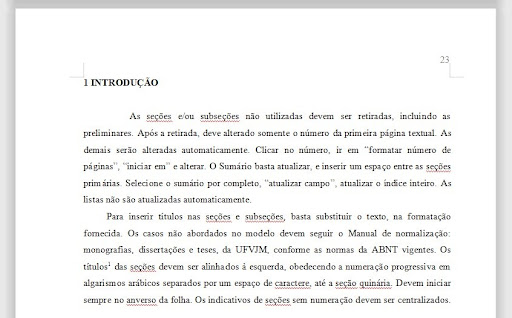 23
1 INTRODUÇÃO
As seções e/ou subseções não utilizadas devem ser retiradas, incluindo as
preliminares. Após a retirada, deve alterado somente o número da primeira página textual. As
demais serão alteradas automaticamente. Clicar no número, ir em “formatar número de
páginas”, “iniciar em” e alterar. O Sumário basta atualizar, e inserir um espaço entre as seções
primárias. Selecione o sumário por completo, “atualizar campo”, atualizar o índice inteiro. As
listas não são atualizadas automaticamente.
Para inserir títulos nas seções e subseções, basta substituir o texto, na formatação
fornecida. Os casos não abordados no modelo devem seguir o Manual de normalização:
monografias, dissertações e teses, da UFVJM, conforme as normas da ABNT vigentes. Os
títulos¹ das seções devem ser alinhados à esquerda, obedecendo a numeração progressiva em
algarismos arábicos separados por um espaço de caractere, até a seção quinária. Devem iniciar
sempre no anverso da folha. Os indicativos de seções sem numeração devem ser centralizados.